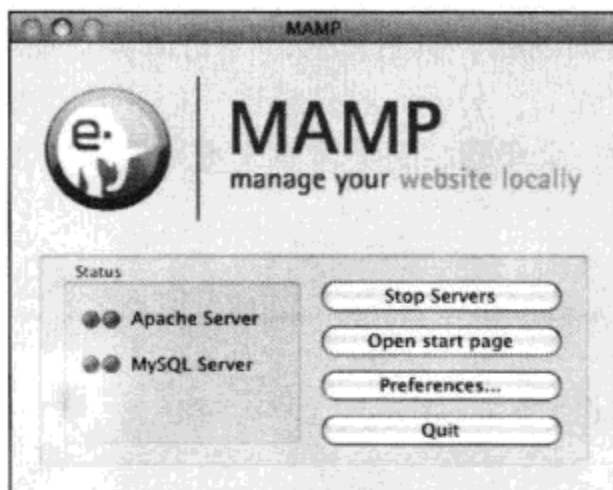 MAMP
e.
MAMP
manage your website locally
Status
Apache Server
MySQL Server
Stop Servers
Open start page
Preferences...
Quit